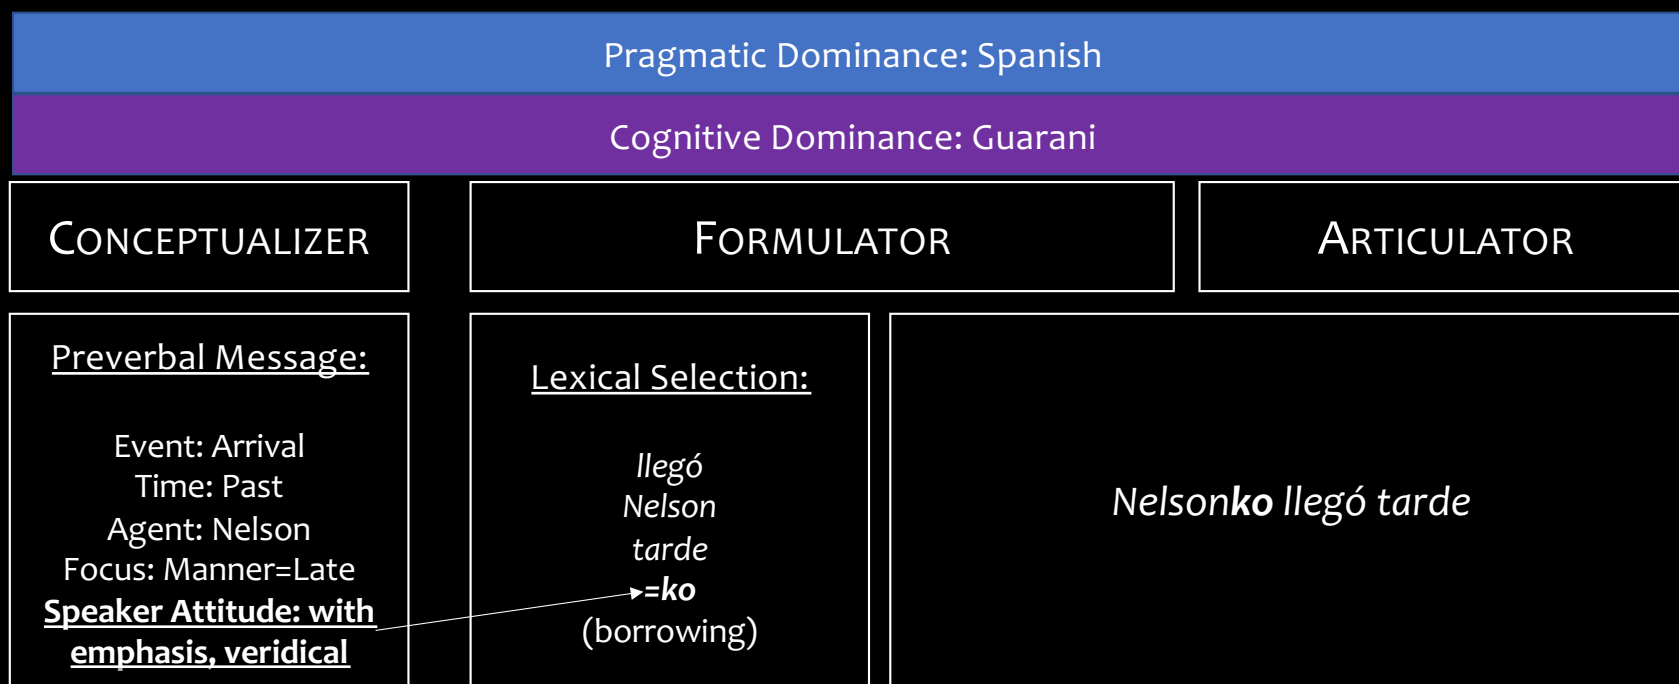 Pragmatic Dominance: Spanish
Cognitive Dominance: Guarani
CONCEPTUALIZER
FORMULATOR
ARTICULATOR
Preverbal Message:
Event: Arrival
Time: Past
Agent: Nelson
Focus: Manner=Late
Speaker Attitude: with
emphasis, veridical
Lexical Selection:
llegó
Nelson
tarde
=ko
(borrowing)
Nelsonko llegó tarde